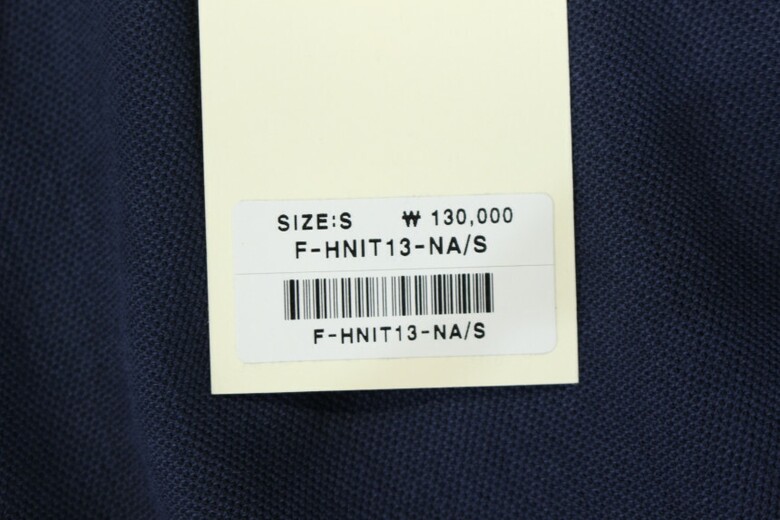 SIZE:S ₩ 130,000
F-HNIT13-NA/S
F-HNIT13-NA/S